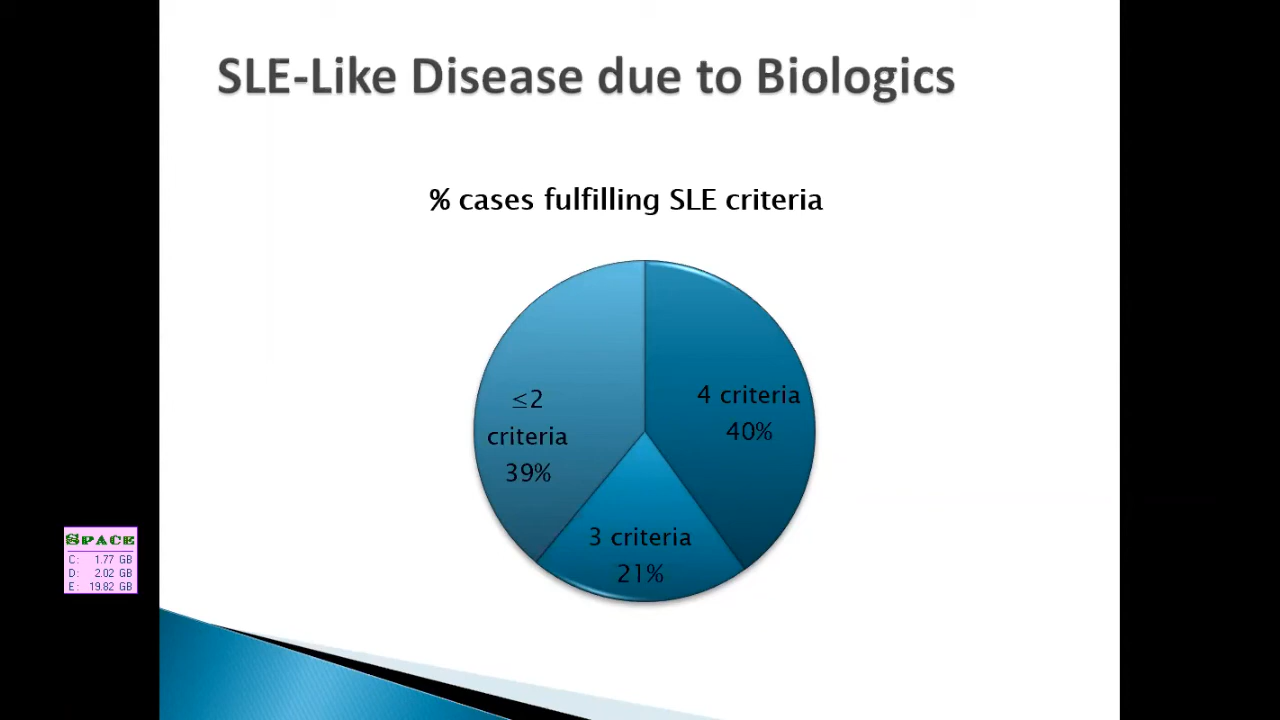 SLE-Like Disease due to Biologics
% cases fulfilling SLE criteria
≤2
criteria
39%
4 criteria
40%
3 criteria
21%
SPACE
C: 1.77 GB
D: 2.02 GB
E: 19.82 GB